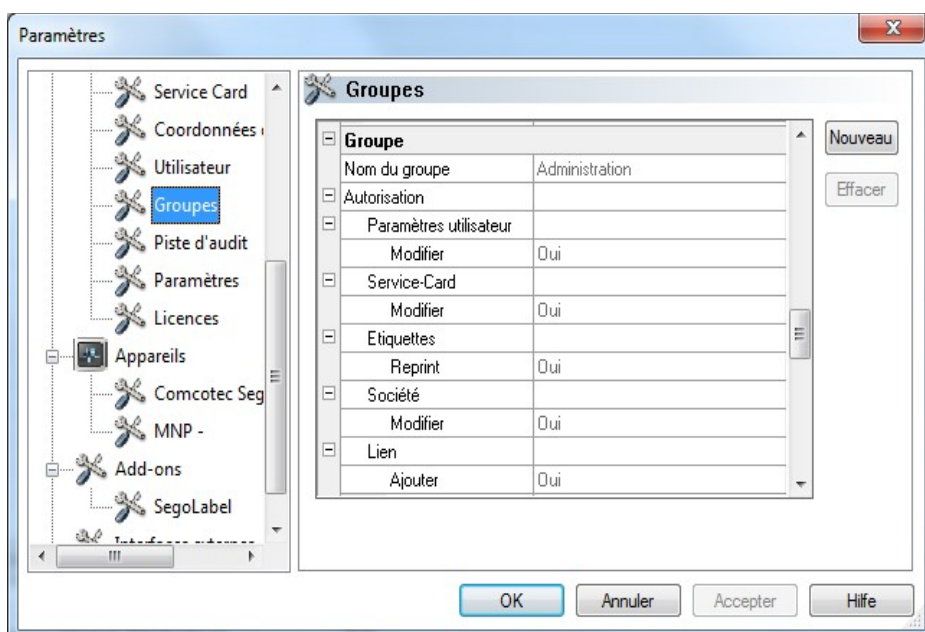 Paramètres
Service Card
Coordonnées
Utilisateur
Groupes
Piste d'audit
Paramètres
Licences
Appareils
Comcotec Seg
MNP -
Add-ons
SegoLabel
Groupes
Groupe
Nom du groupe Administration
Autorisation
Paramètres utilisateur
Modifier Oui
Service-Card
Modifier Oui
Etiquettes
Reprint Oui
Société
Modifier Oui
Lien
Ajouter Oui
Nouveau
Effacer
OK Annuler Accepter Hilfe